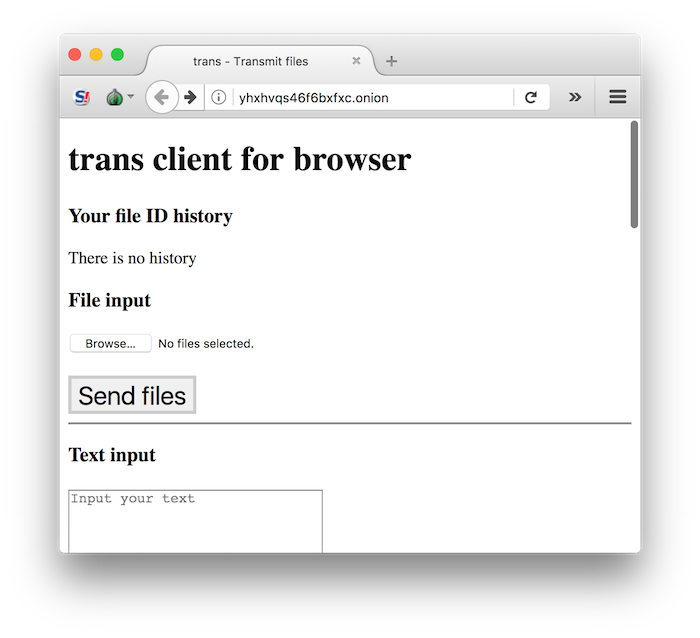 trans - Transmit files
S!
yhxhvqs46f6bxfxc.onion
trans client for browser
Your file ID history
There is no history
File input
Browse... No files selected.
Send files
Text input
Input your text